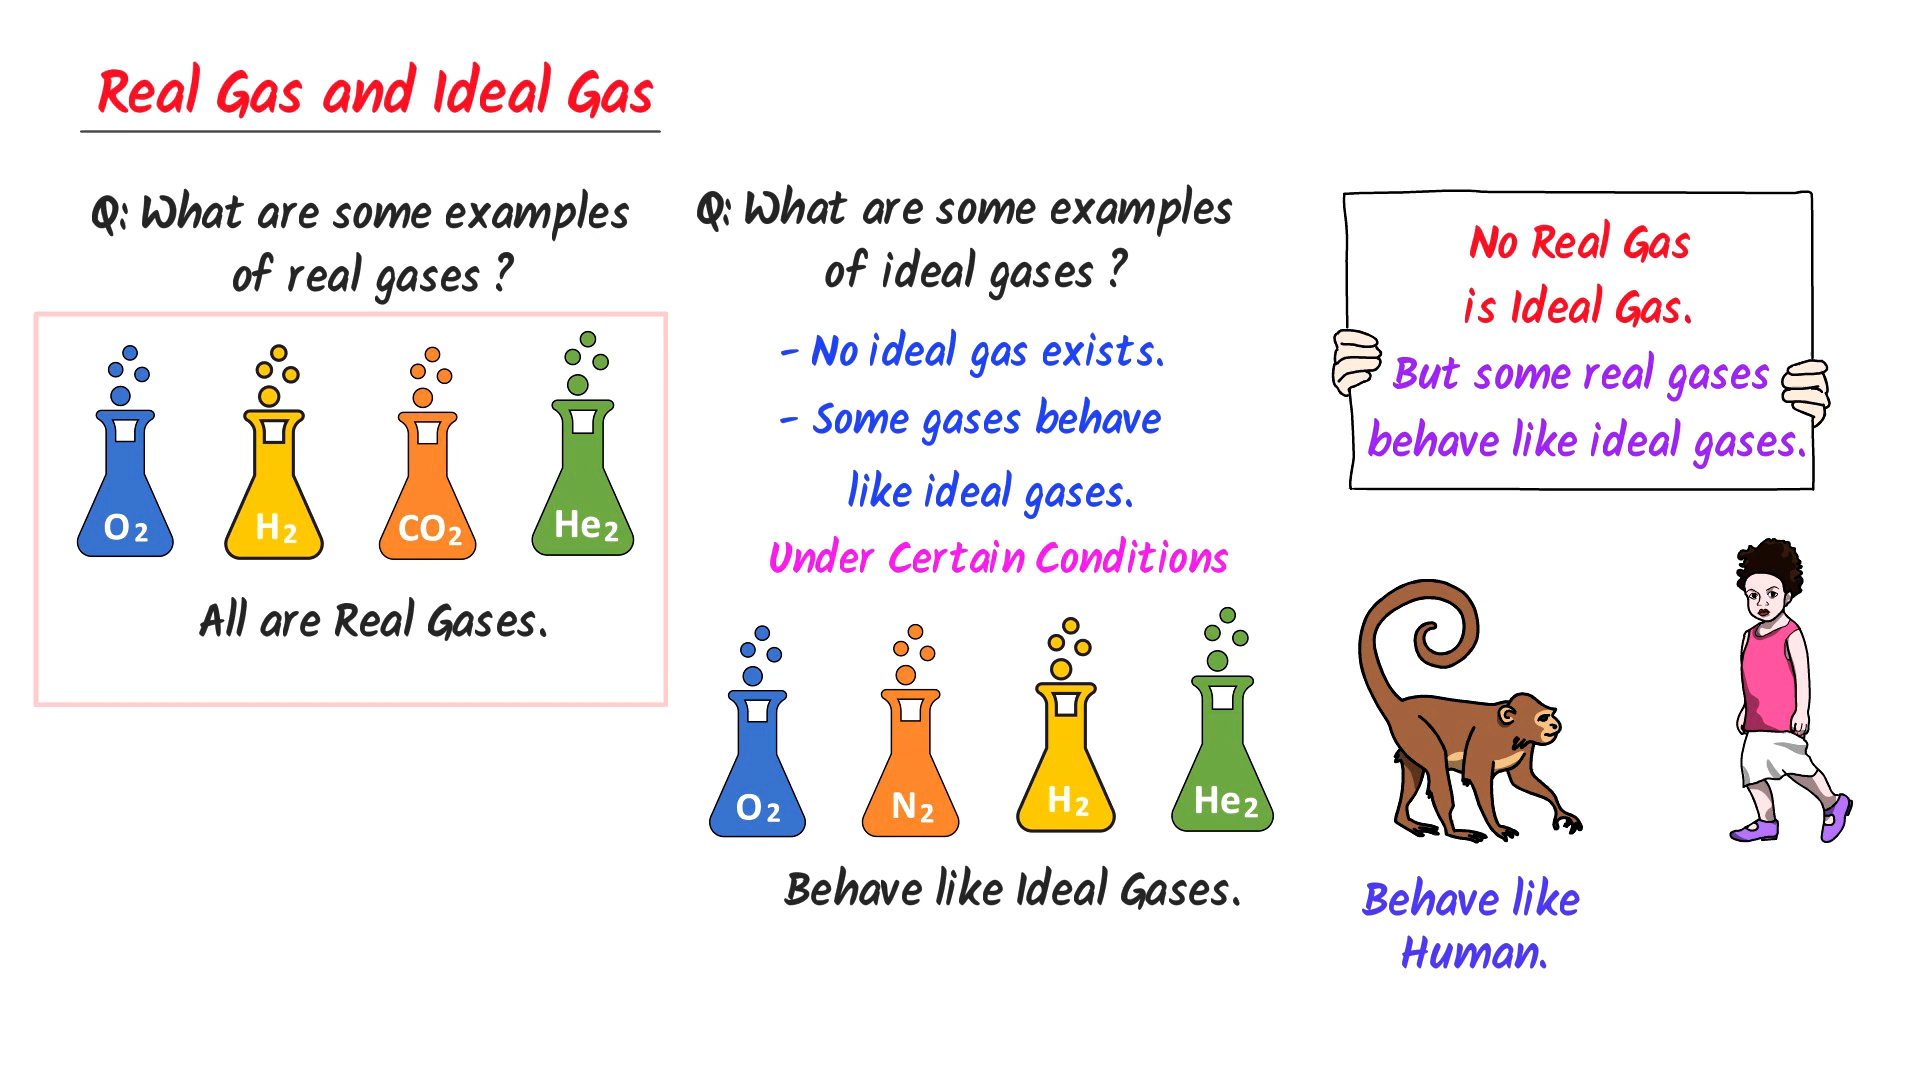 Real Gas and Ideal Gas
Q: What are some examples
of real gases ?
O2
H2
CO2
He2
All are Real Gases.
Q: What are some examples
of ideal gases ?
- No ideal gas exists.
- Some gases behave
like ideal gases.
Under Certain Conditions
O2
N2
H2
He2
Behave like Ideal Gases.
No Real Gas
is Ideal Gas.
But some real gases
behave like ideal gases.
Behave like
Human.